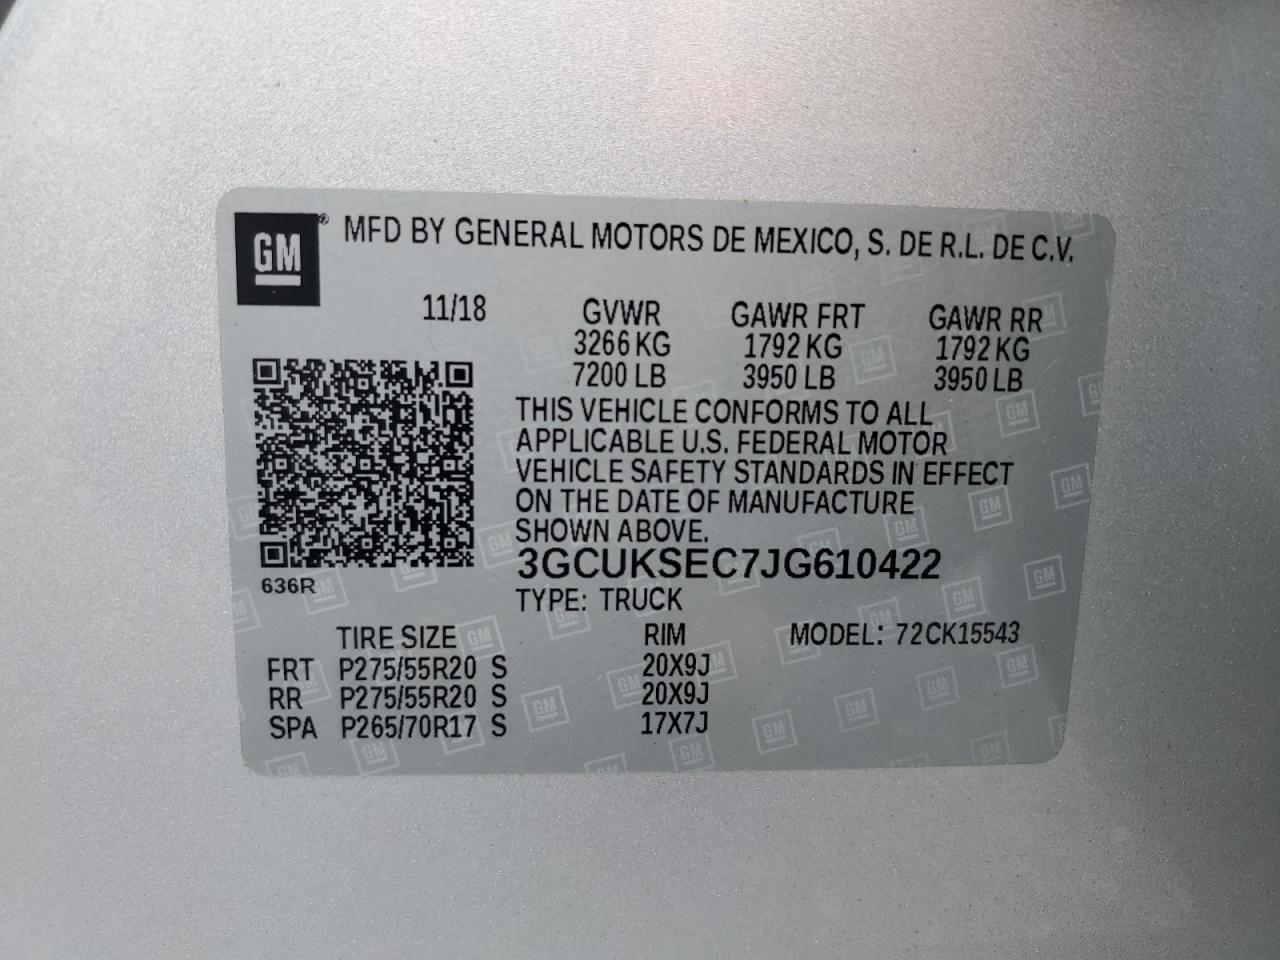 GM® MFD BY GENERAL MOTORS DE MEXICO, S. DE R.L. DE C.V.
11/18 GVWR GAWR FRT GAWR RR
3266 KG 1792 KG 1792 KG
7200 LB 3950 LB 3950 LB
THIS VEHICLE CONFORMS TO ALL
APPLICABLE U.S. FEDERAL MOTOR
VEHICLE SAFETY STANDARDS IN EFFECT
ON THE DATE OF MANUFACTURE
SHOWN ABOVE.
3GCUKSEC7JG610422
636R
TYPE: TRUCK
TIRE SIZE RIM MODEL: 72CK15543
FRT P275/55R20 S 20X9J
RR P275/55R20 S 20X9J
SPA P265/70R17 S 17X7J